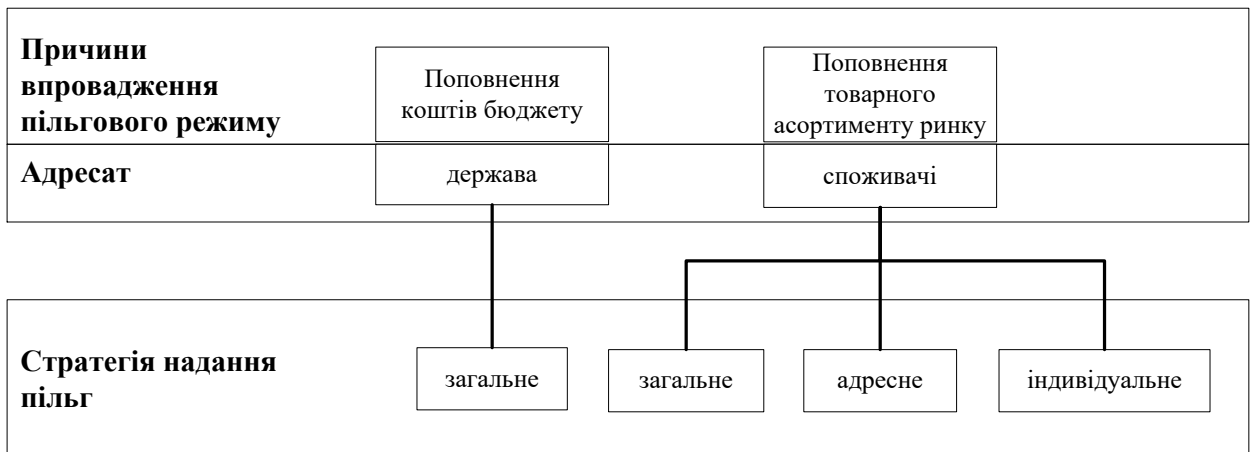 Причини
впровадження
пільгового режиму
Поповнення
коштів бюджету
Поповнення
товарного
асортименту ринку
Адресат
держава
споживачі
Стратегія надання
пільг
загальне
загальне
адресне
індивідуальне